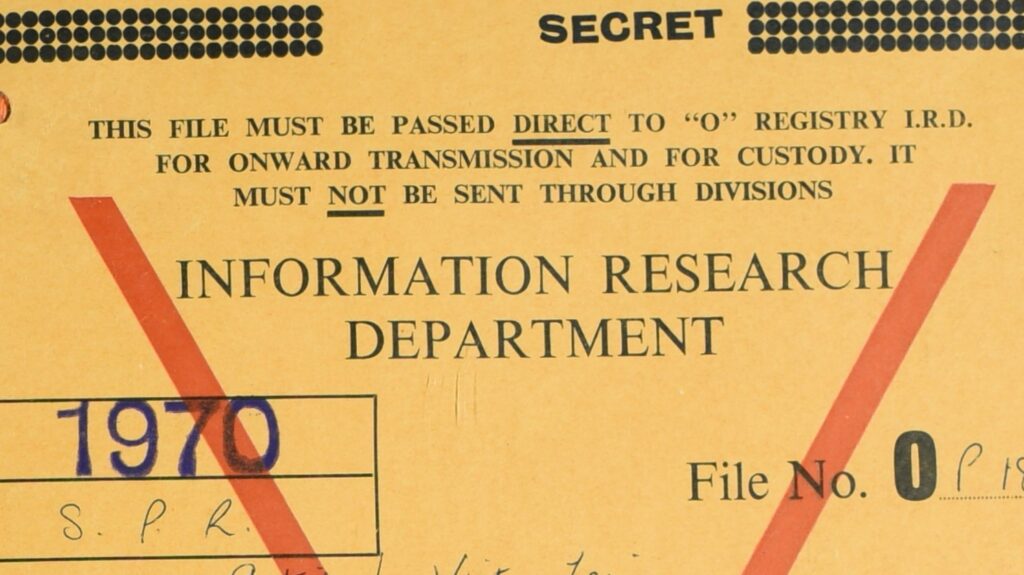 SECRET
THIS FILE MUST BE PASSED DIRECT TO “O” REGISTRY I.R.D.
FOR ONWARD TRANSMISSION AND FOR CUSTODY. IT
MUST NOT BE SENT THROUGH DIVISIONS
INFORMATION RESEARCH
DEPARTMENT
1970
File No. O P 18
S. P. R.